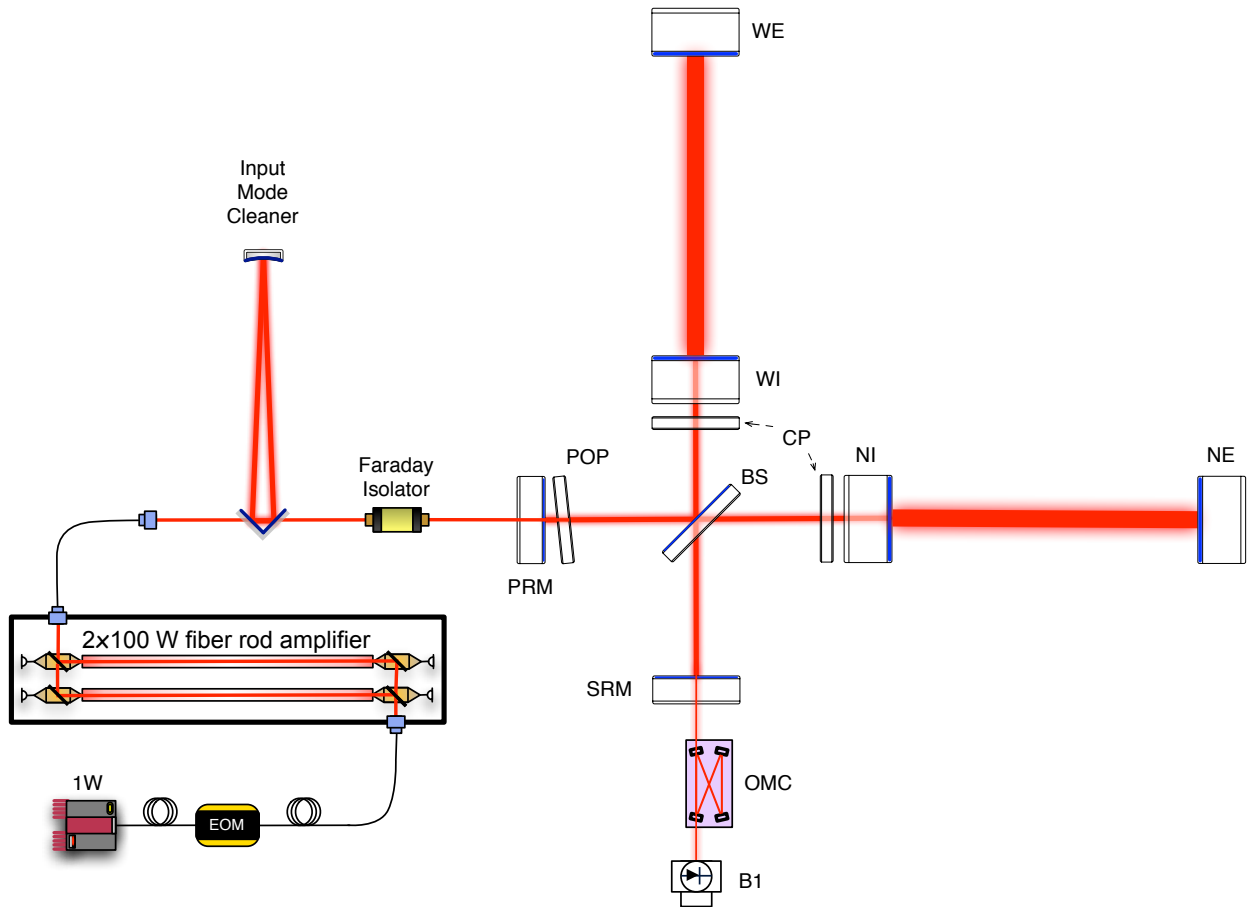 WE
Input
Mode
Cleaner
WI
CP
POP
BS
NI
NE
Faraday
Isolator
PRM
2×100 W fiber rod amplifier
SRM
1W
EOM
OMC
B1